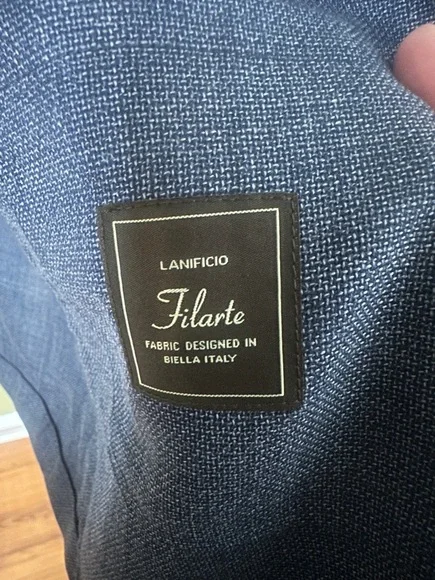 LANIFICIO
Filarte
FABRIC DESIGNED IN
BIELLA ITALY